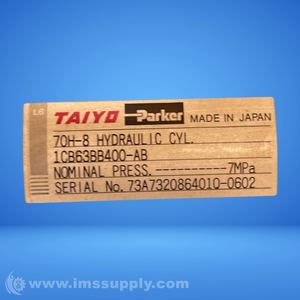 L6
TAIYO Parker MADE IN JAPAN
70H-8 HYDRAULIC CYL.
1CB63BB400-AB
NOMINAL PRESS.----------7MPa
SERIAL No. 73A7320864010-0602
www.imssupply.com